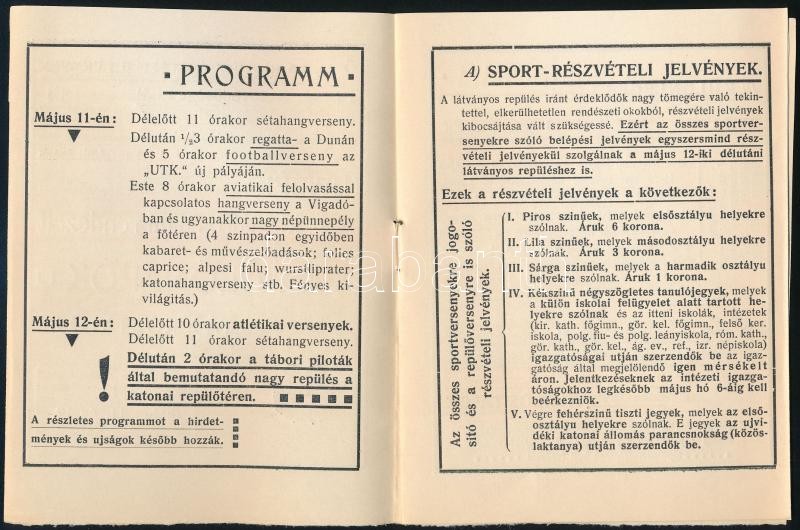 ▪ PROGRAMM ▪
Május 11-én: Délelőtt 11 órakor sétahangverseny.
Délután ½3 órakor regatta- a Dunán
és 5 órakor footballverseny az
„UTK.” új pályáján.
Este 8 órakor aviatikai felolvasással
kapcsolatos hangverseny a Vigadó-
ban és ugyanakkor nagy népünnepély
a főtéren (4 szinpadon egyidőben
kabaret- és művészelőadások; folies
caprice; alpesi falu; wurstliprater;
katonahangverseny stb. Fényes ki-
világitás.)
Május 12-én: Délelőtt 10 órakor atlétikai versenyek.
Délelőtt 11 órakor sétahangverseny.
Délután 2 órakor a tábori piloták
által bemutatandó nagy repülés a
katonai repülőtéren.
A részletes programmot a hirdet-
mények és ujságok később hozzák.
A) SPORT-RÉSZVÉTELI JELVÉNYEK.
A látványos repülés iránt érdeklődők nagy tömegére való tekin-
tettel, elkerülhetetlen rendészeti okokból, részvételi jelvények
kibocsájtása vált szükségessé. Ezért az összes sportver-
senyekre szóló belépési jelvények egyszersmind rész-
vételi jelvényekül szolgálnak a május 12-iki délutáni
látványos repüléshez is.
Ezek a részvételi jelvények a következők:
Az összes sportversenyekre jogo-
sitó és a repülőversenyre is szóló
részvételi jelvények.
I. Piros szinűek, melyek elsősztályu helyekre
szólnak. Áruk 6 korona.
II. Lila szinűek, melyek másodosztályu helyekre
szólnak. Áruk 3 korona.
III. Sárga szinűek, melyek a harmadik osztályu
helyekre szólnak. Áruk 1 korona.
IV. Kékszinű négyszögletes tanulójegyek, melyek
a külön iskolai felügyelet alatt tartott he-
lyekre szólnak és az itteni iskolák, intézetek
(kir. kath. főgimn., gör. kel. főgimn., felső ker.
iskola, polg. fiu- és polg. leányiskola, róm. kath.,
gör. kath., gör. kel., ág. ev., ref., izr. népiskola)
igazgatóságai utján szerzendők be az igaz-
gatóság által megjelölendő igen mérsékelt
áron. Jelentkezéseknek az intézeti igazga-
tóságokhoz legkésőbb május hó 6-áig kell
beérkezniök.
V. Végre fehérszinű tiszti jegyek, melyek az első-
osztályu helyekre szólnak. E jegyek az ujvi-
déki katonai állomás parancsnokság (közös-
laktanya) utján szerzendők be.